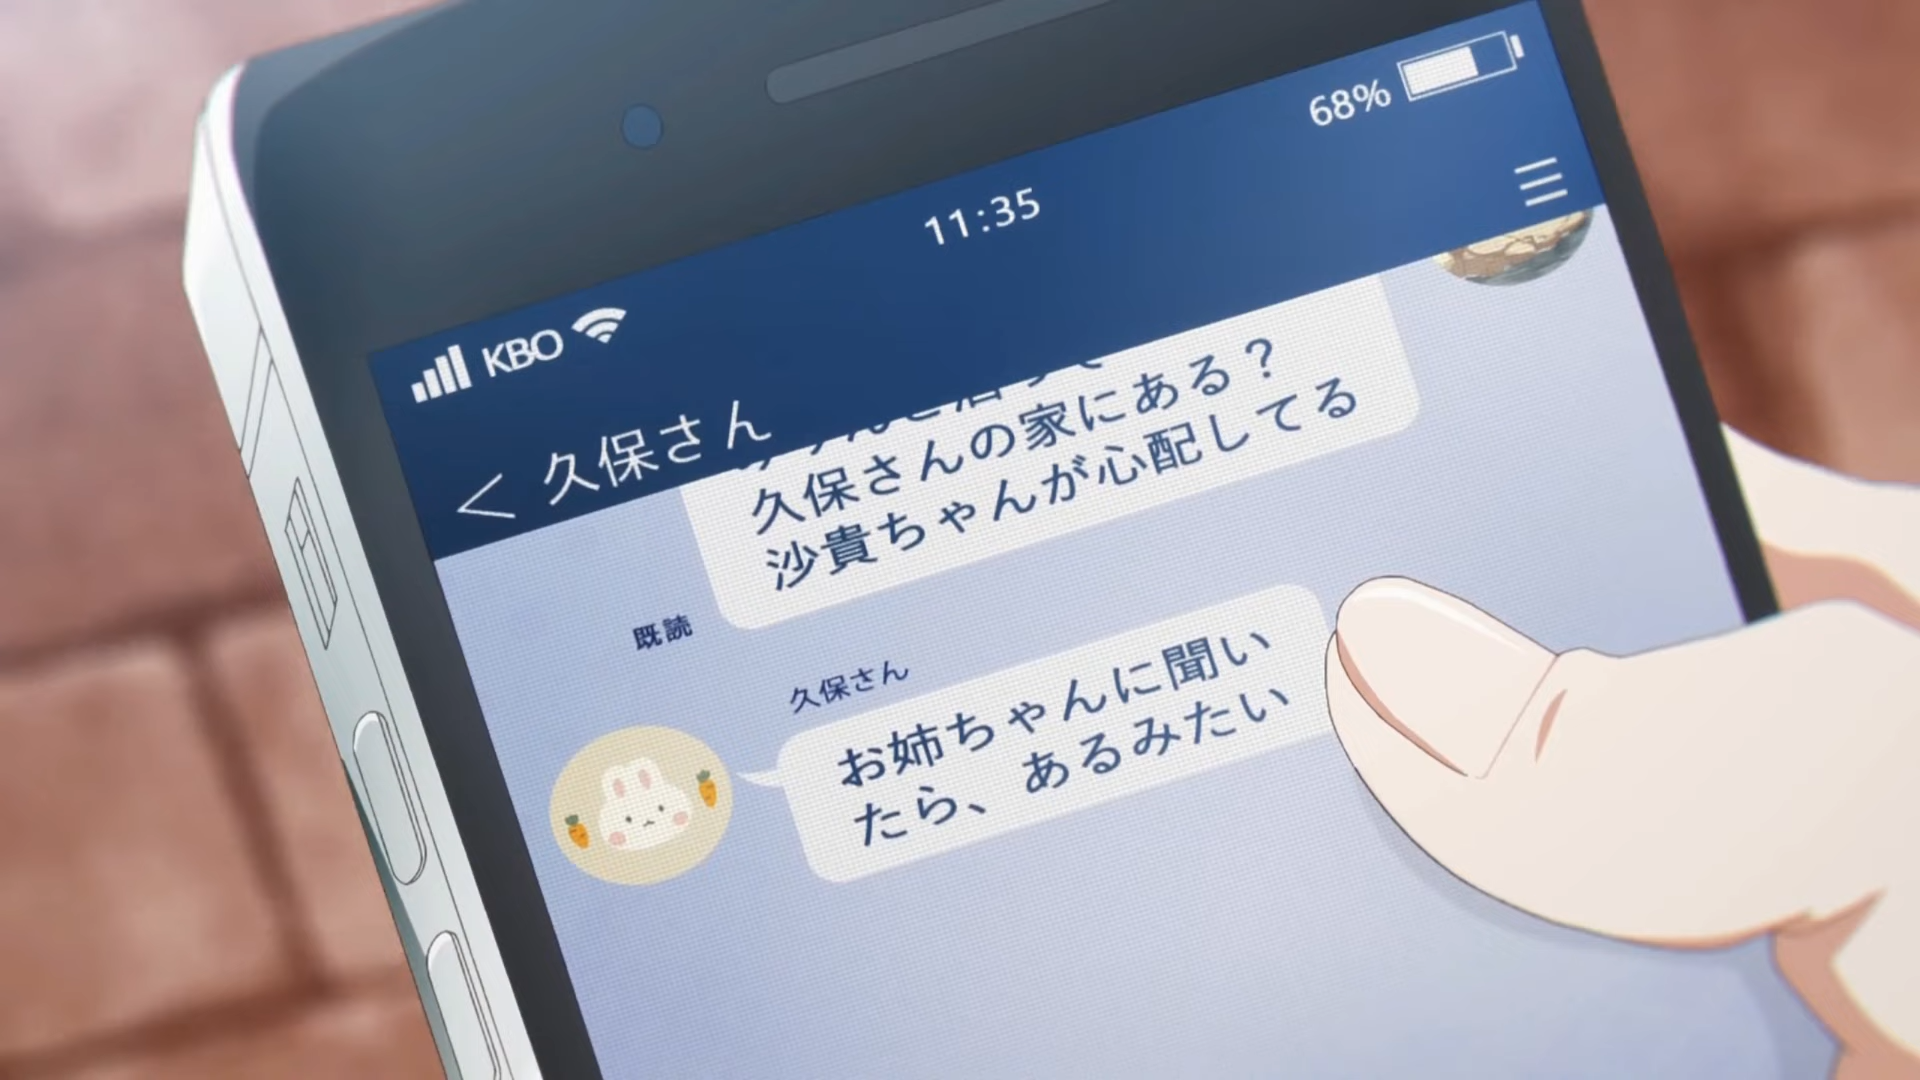 68%
11:35
KBO
< 久保さん
久保さんの家にある？
沙貴ちゃんが心配してる
既読
久保さん
お姉ちゃんに聞い
たら、あるみたい